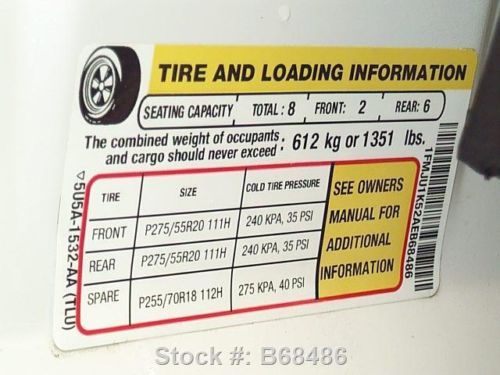 TIRE AND LOADING INFORMATION
SEATING CAPACITY TOTAL : 8 FRONT: 2 REAR: 6
The combined weight of occupants
and cargo should never exceed : 612 kg or 1351 lbs.
TIRE SIZE COLD TIRE PRESSURE
FRONT P275/55R20 111H 240 KPA, 35 PSI
REAR P275/55R20 111H 240 KPA, 35 PSI
SPARE P255/70R18 112H 275 KPA, 40 PSI
SEE OWNERS
MANUAL FOR
ADDITIONAL
INFORMATION
5U5A-1532-AA (TLU)
1FMJU1K52AEB68486
Stock #: B68486